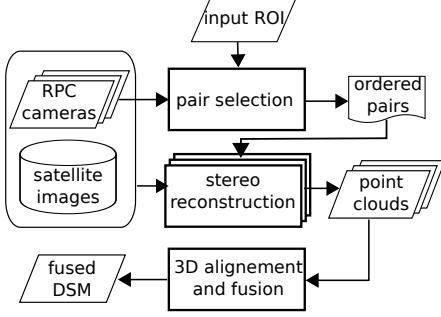 input ROI
RPC
cameras
pair selection
ordered
pairs
satellite
images
stereo
reconstruction
point
clouds
fused
DSM
3D alignement
and fusion